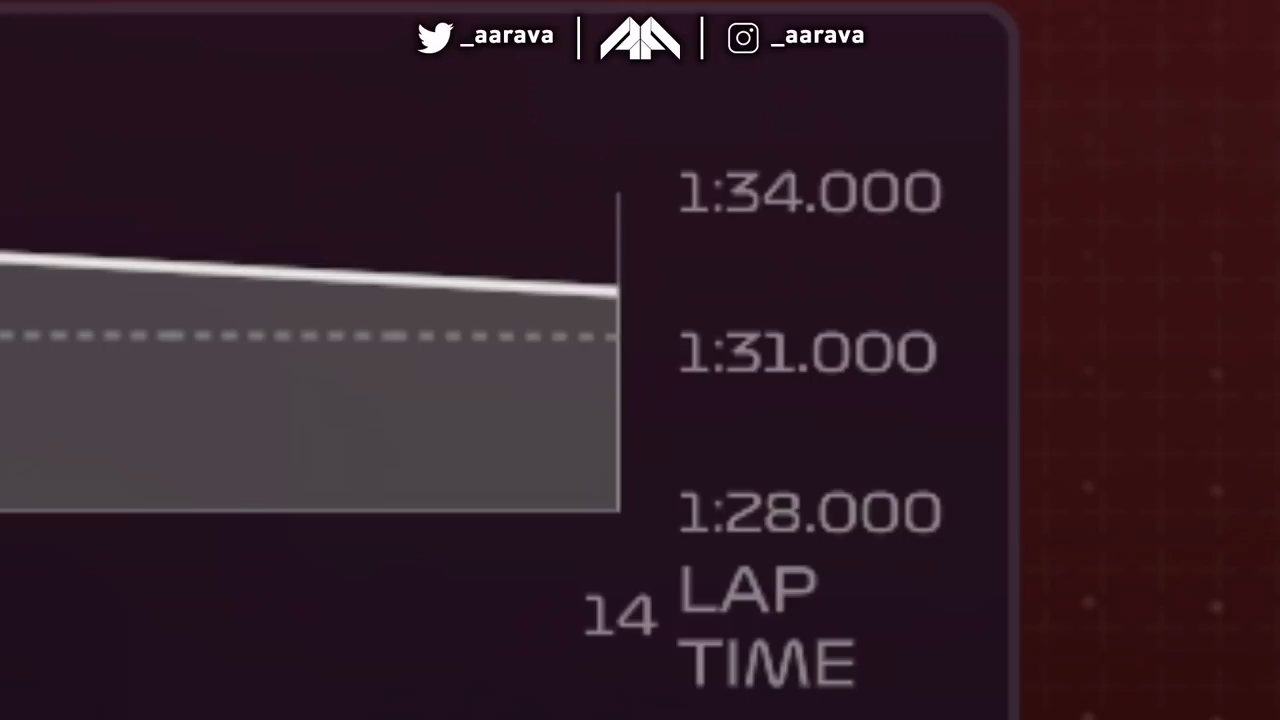 _aarava _aarava
1:34.000
1:31.000
1:28.000
14 LAP
TIME